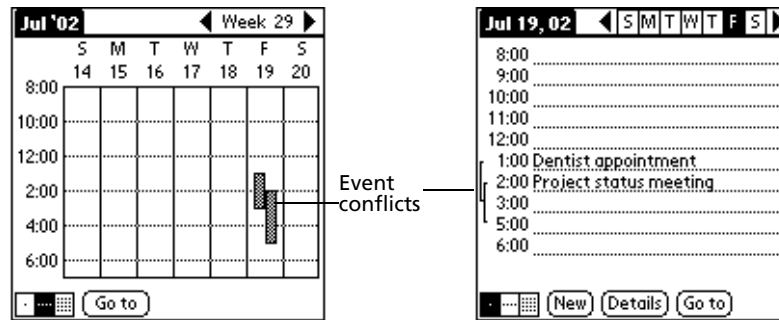 Jul '02 Week 29
S M T W T F S
14 15 16 17 18 19 20
8:00
10:00
12:00
2:00
4:00
6:00
Go to
Event
conflicts
Jul 19, 02 S M T W T F S
8:00
9:00
10:00
11:00
12:00
1:00 Dentist appointment
2:00 Project status meeting
3:00
5:00
6:00
New Details Go to